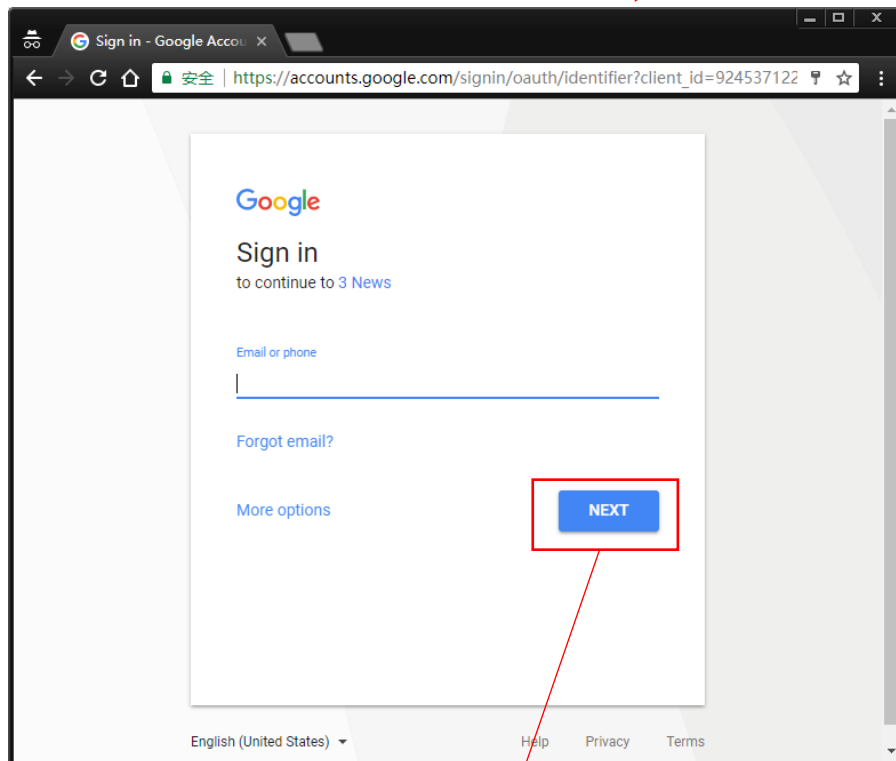 Sign in - Google Accou
安全 | https://accounts.google.com/signin/oauth/identifier?client_id=924537122
Google
Sign in
to continue to 3 News
Email or phone
Forgot email?
More options
NEXT
English (United States)
Help Privacy Terms